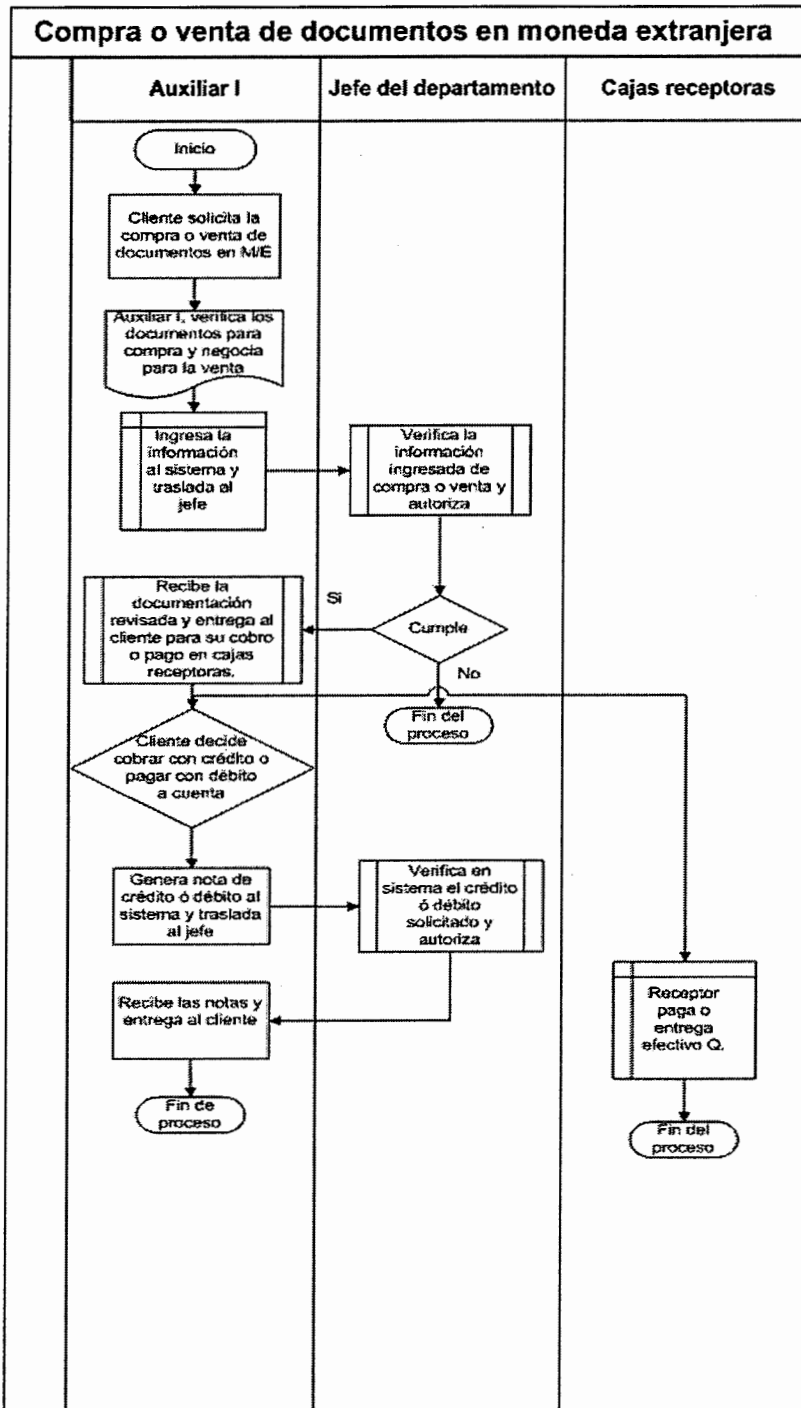 Compra o venta de documentos en moneda extranjera
Auxiliar I
Jefe del departamento
Cajas receptoras
Inicio
Cliente solicita la
compra o venta de
documentos en M/E
Auxiliar I, verifica los
documentos para
compra y negocia
para la venta
Ingresa la
información
al sistema y
traslada al
jefe
Verifica la
información
ingresada de
compra o venta y
autoriza
Cumple
Si
No
Recibe la
documentación
revisada y entrega al
cliente para su cobro
o pago en cajas
receptoras.
Fin del
proceso
Cliente decide
cobrar con crédito o
pagar con débito
a cuenta
Genera nota de
crédito ó débito al
sistema y traslada
al jefe
Verifica en
sistema el crédito
ó débito
solicitado y
autoriza
Recibe las notas y
entrega al cliente
Fin de
proceso
Receptor
paga o
entrega
efectivo Q.
Fin del
proceso